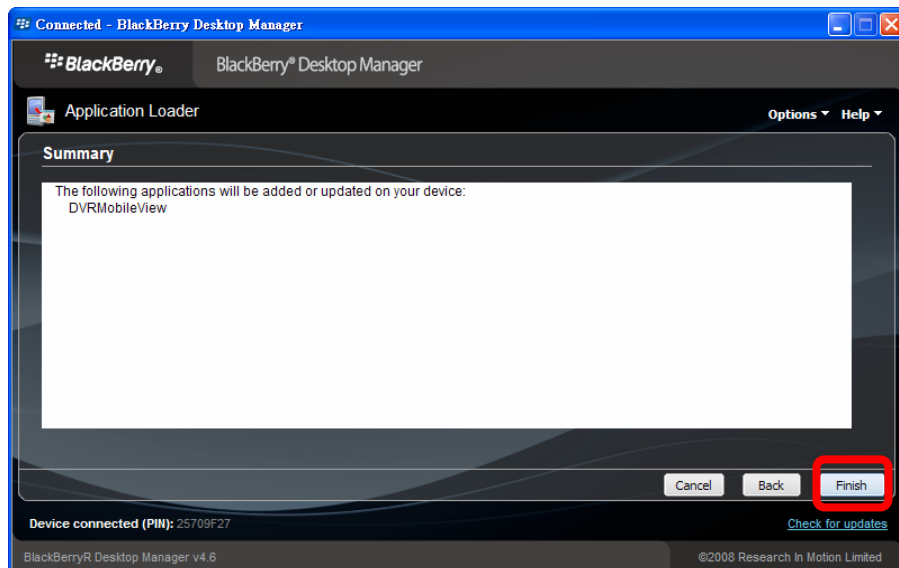 Connected - BlackBerry Desktop Manager
BlackBerry®
BlackBerry® Desktop Manager
Application Loader
Options Help
Summary
The following applications will be added or updated on your device:
DVRMobileView
Cancel Back Finish
Device connected (PIN): 25709F27
Check for updates
BlackBerryR Desktop Manager v4.6
©2008 Research In Motion Limited